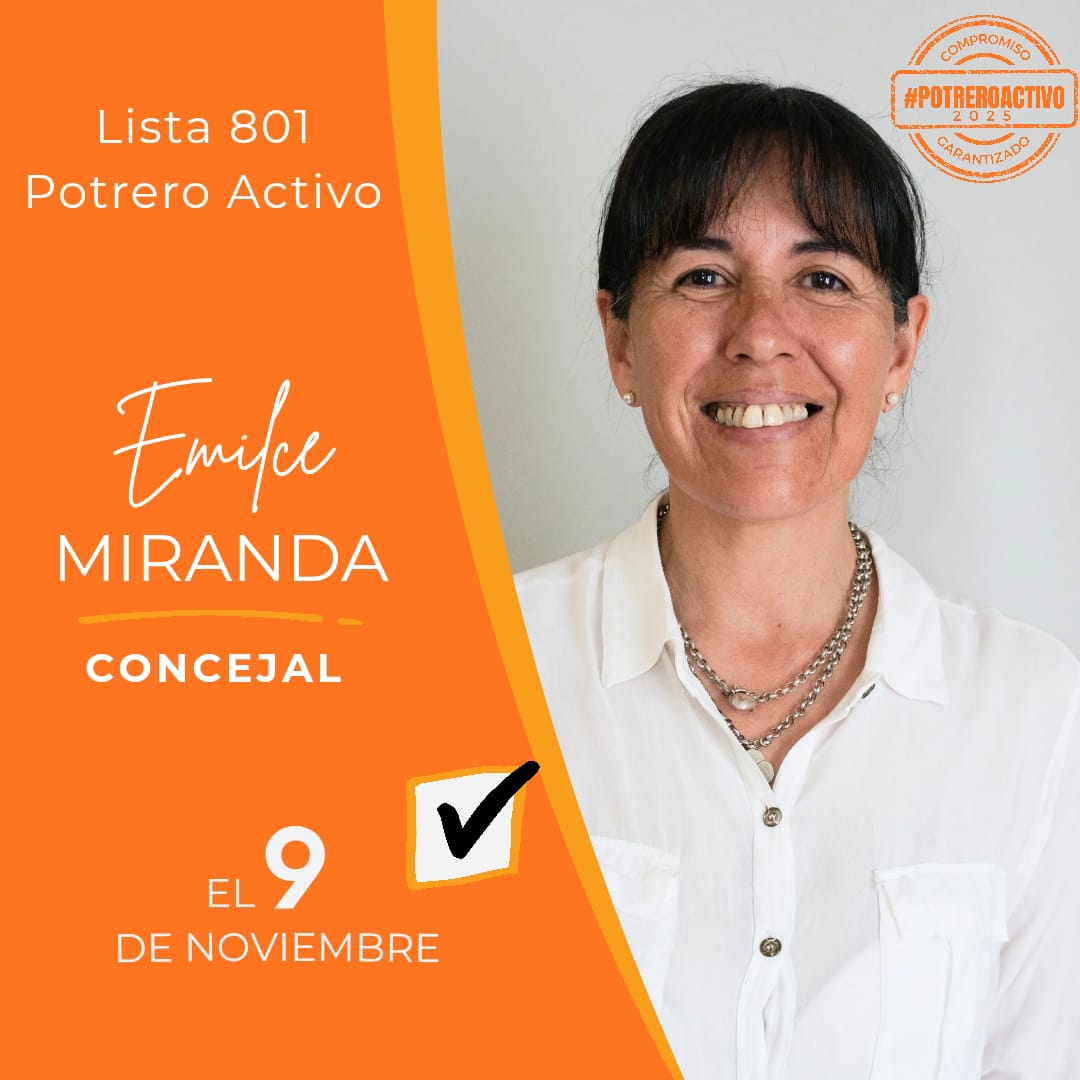 Lista 801
Potrero Activo
Emilce
MIRANDA
CONCEJAL
EL 9
DE NOVIEMBRE
COMPROMISO
#POTREROACTIVO
2025
GARANTIZADO